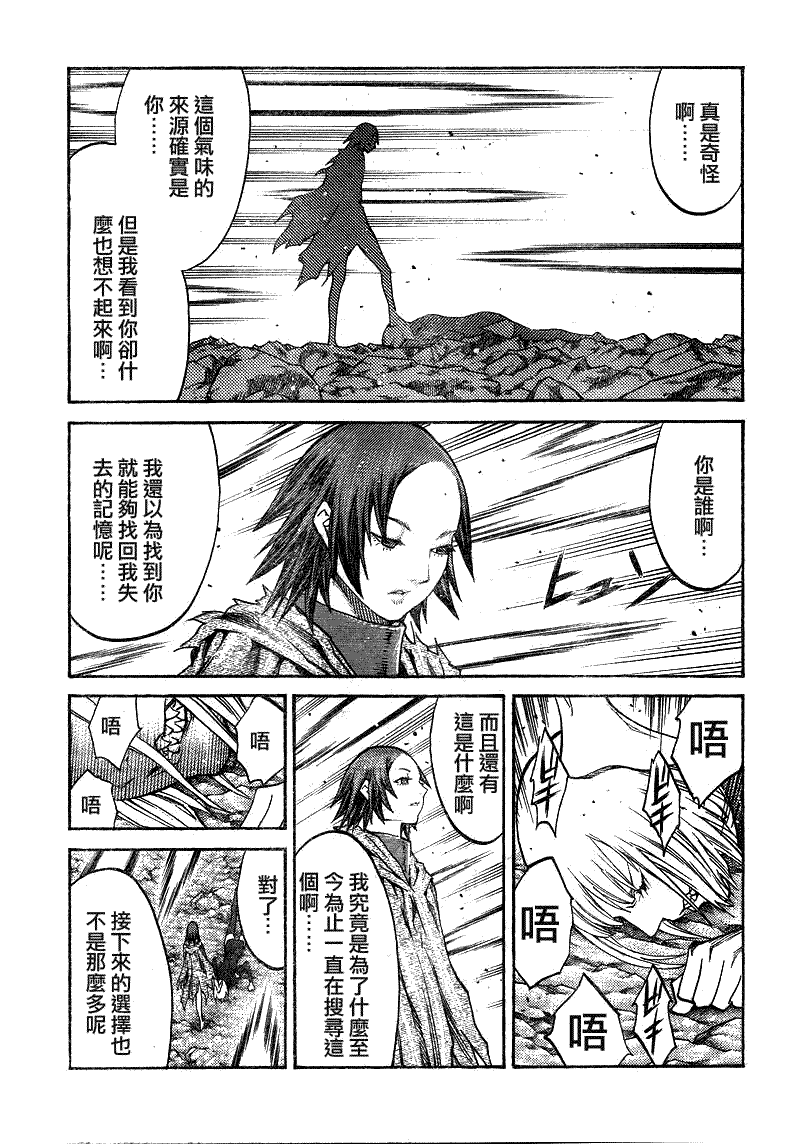 真是奇怪
啊……
這個氣味的
來源確實是
你……
但是我看到你卻什
麼也想不起來啊…
你是誰啊…
ヒュン
我還以為找到你
就能夠找回我失
去的記憶呢……
唔
唔
唔
而且還有
這是什麼啊
我究竟是為了什麼至
今為止一直在搜尋這
個啊……
唔
唔
唔
對了…
接下來的選擇也
不是那麼多呢